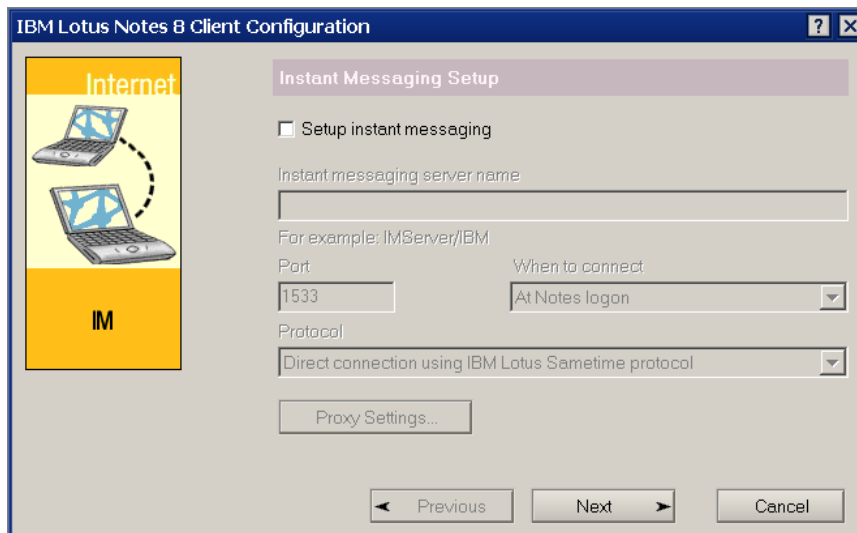 IBM Lotus Notes 8 Client Configuration
Internet
IM
Instant Messaging Setup
Setup instant messaging
Instant messaging server name
For example: IMServer/IBM
Port
When to connect
1533
At Notes logon
Protocol
Direct connection using IBM Lotus Sametime protocol
Proxy Settings...
Previous
Next
Cancel